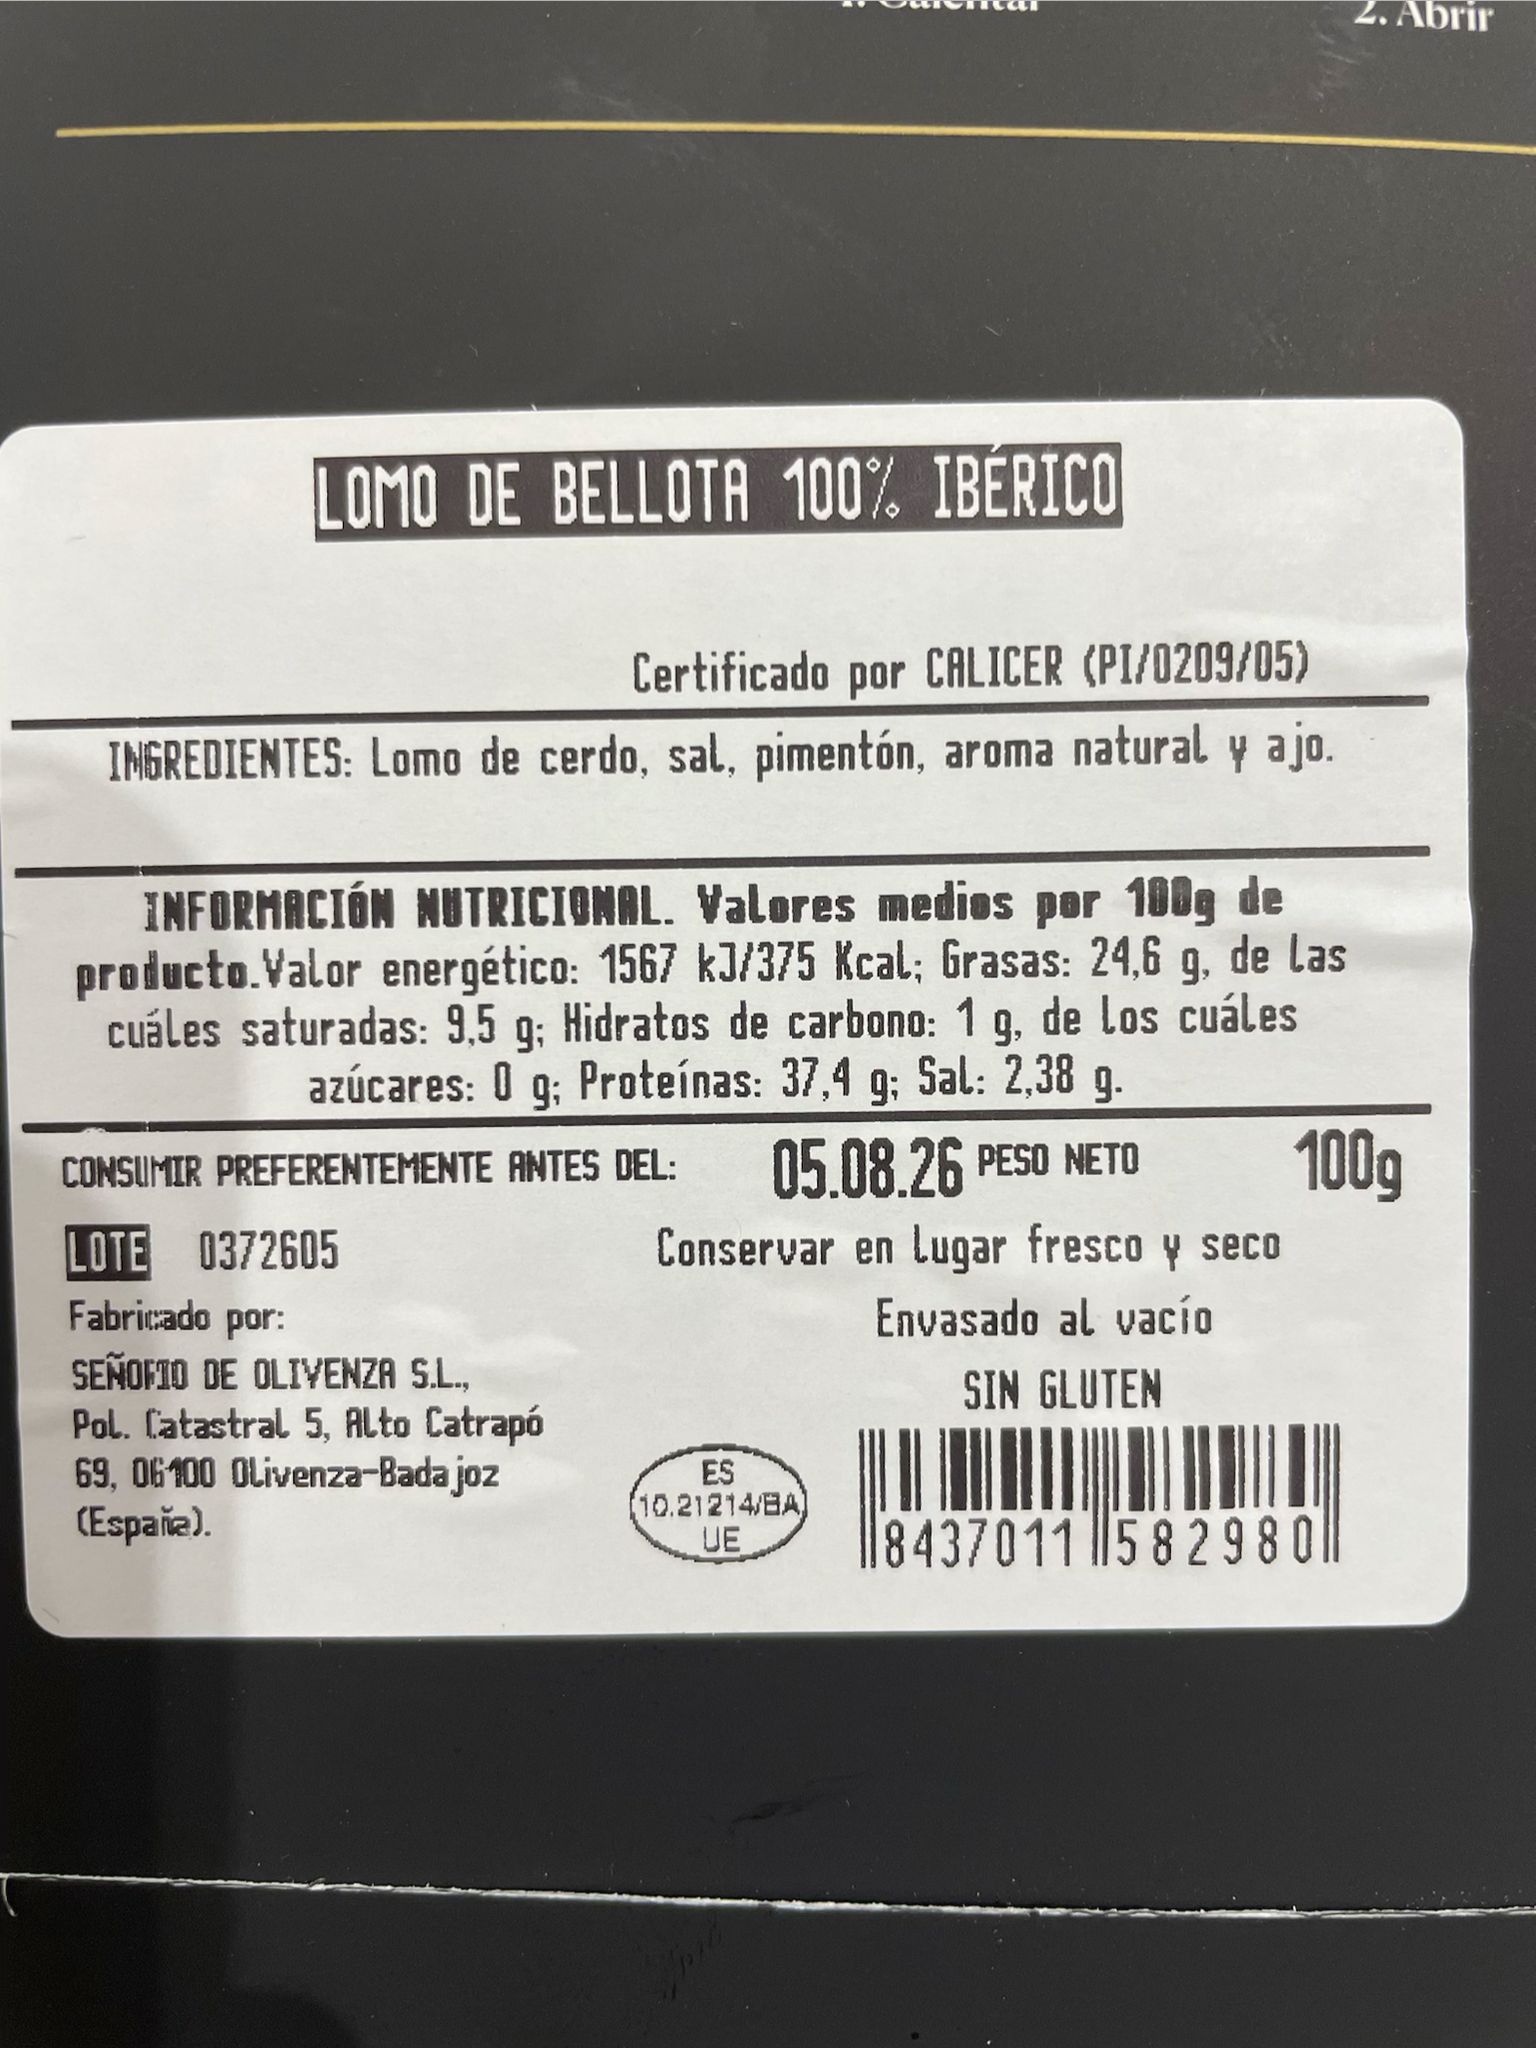 1. Calentar
2. Abrir
LOMO DE BELLOTA 100% IBÉRICO
Certificado por CALICER (PI/0209/05)
INGREDIENTES: Lomo de cerdo, sal, pimentón, aroma natural y ajo.
INFORMACIÓN NUTRICIONAL. Valores medios por 100g de
producto.Valor energético: 1567 kJ/375 Kcal; Grasas: 24,6 g, de las
cuáles saturadas: 9,5 g; Hidratos de carbono: 1 g, de los cuáles
azúcares: 0 g; Proteínas: 37,4 g; Sal: 2,38 g.
CONSUMIR PREFERENTEMENTE ANTES DEL: 05.08.26 PESO NETO 100g
LOTE 0372605
Conservar en lugar fresco y seco
Envasado al vacío
SIN GLUTEN
Fabricado por:
SEÑORIO DE OLIVENZA S.L.,
Pol. Catastral 5, Alto Catrapó
69, 06100 Olivenza-Badajoz
(España).
ES
10.21214/BA
UE
8437011 582980